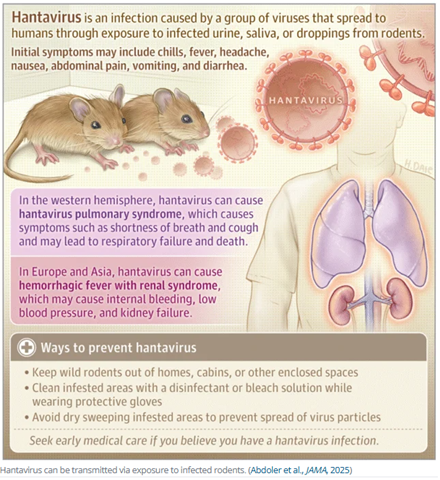 Hantavirus is an infection caused by a group of viruses that spread to
humans through exposure to infected urine, saliva, or droppings from rodents.
Initial symptoms may include chills, fever, headache,
nausea, abdominal pain, vomiting, and diarrhea.
HANTAVIRUS
In the western hemisphere, hantavirus can cause
hantavirus pulmonary syndrome, which causes
symptoms such as shortness of breath and cough
and may lead to respiratory failure and death.
In Europe and Asia, hantavirus can cause
hemorrhagic fever with renal syndrome,
which may cause internal bleeding, low
blood pressure, and kidney failure.
Ways to prevent hantavirus
• Keep wild rodents out of homes, cabins, or other enclosed spaces
• Clean infested areas with a disinfectant or bleach solution while
wearing protective gloves
• Avoid dry sweeping infested areas to prevent spread of virus particles
Seek early medical care if you believe you have a hantavirus infection.
Hantavirus can be transmitted via exposure to infected rodents. (Abdoler et al., JAMA, 2025)